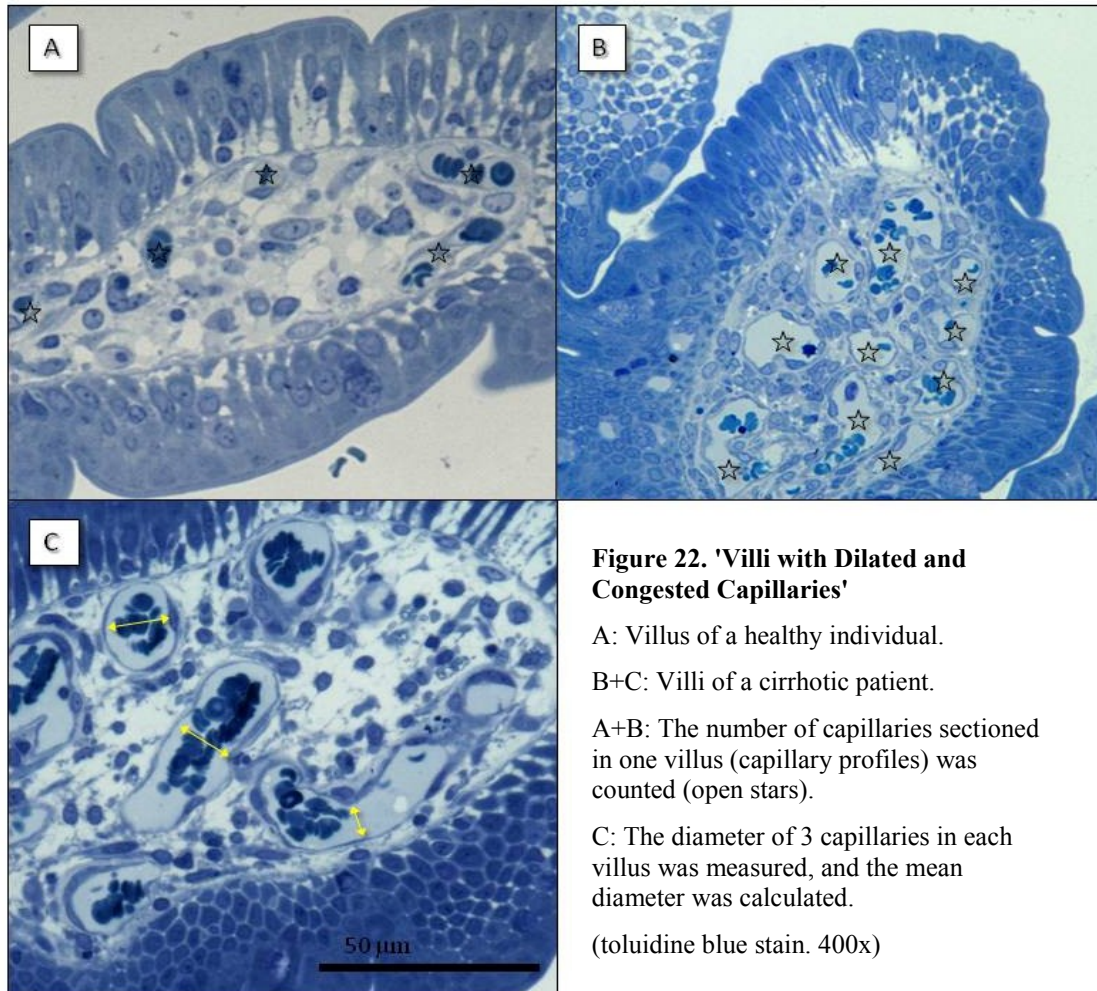 A
B
C
50 µm
Figure 22. 'Villi with Dilated and
Congested Capillaries'
A: Villus of a healthy individual.
B+C: Villi of a cirrhotic patient.
A+B: The number of capillaries sectioned
in one villus (capillary profiles) was
counted (open stars).
C: The diameter of 3 capillaries in each
villus was measured, and the mean
diameter was calculated.
(toluidine blue stain. 400x)